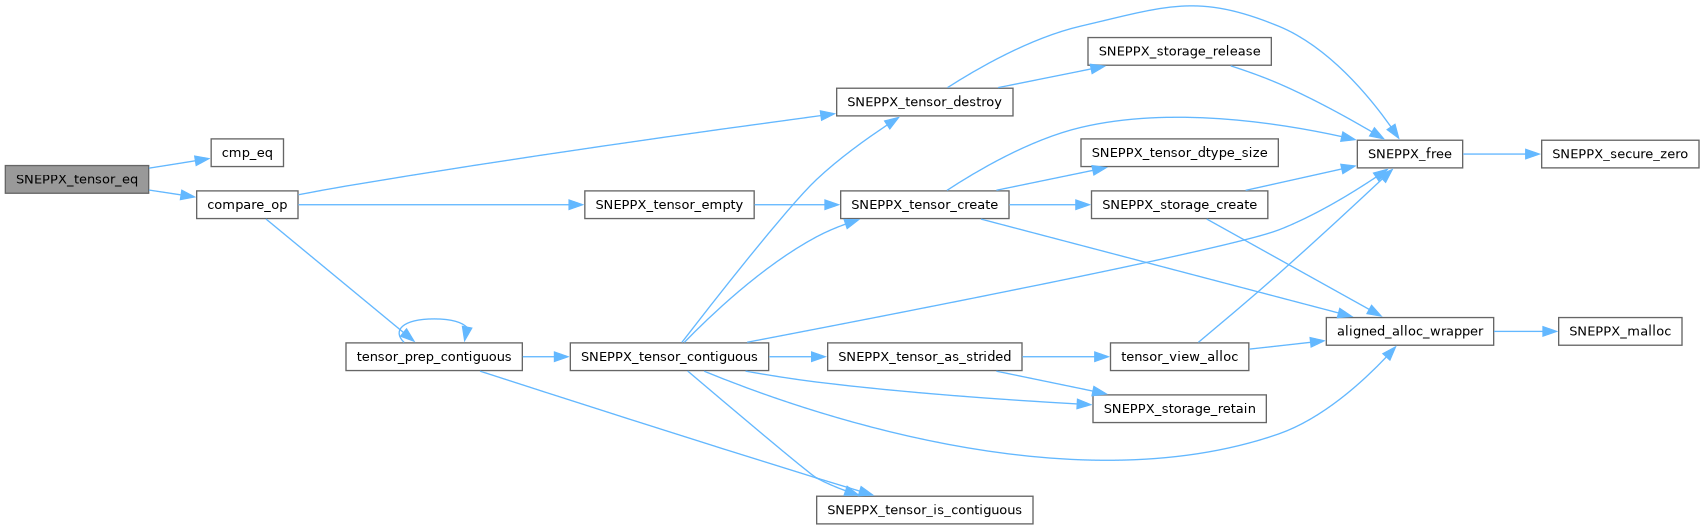 SNEPPX_tensor_eq
cmp_eq
compare_op
tensor_prep_contiguous
SNEPPX_tensor_empty
SNEPPX_tensor_contiguous
SNEPPX_tensor_destroy
SNEPPX_tensor_create
SNEPPX_tensor_as_strided
SNEPPX_tensor_is_contiguous
SNEPPX_storage_release
SNEPPX_tensor_dtype_size
SNEPPX_storage_create
tensor_view_alloc
SNEPPX_storage_retain
SNEPPX_free
aligned_alloc_wrapper
SNEPPX_secure_zero
SNEPPX_malloc